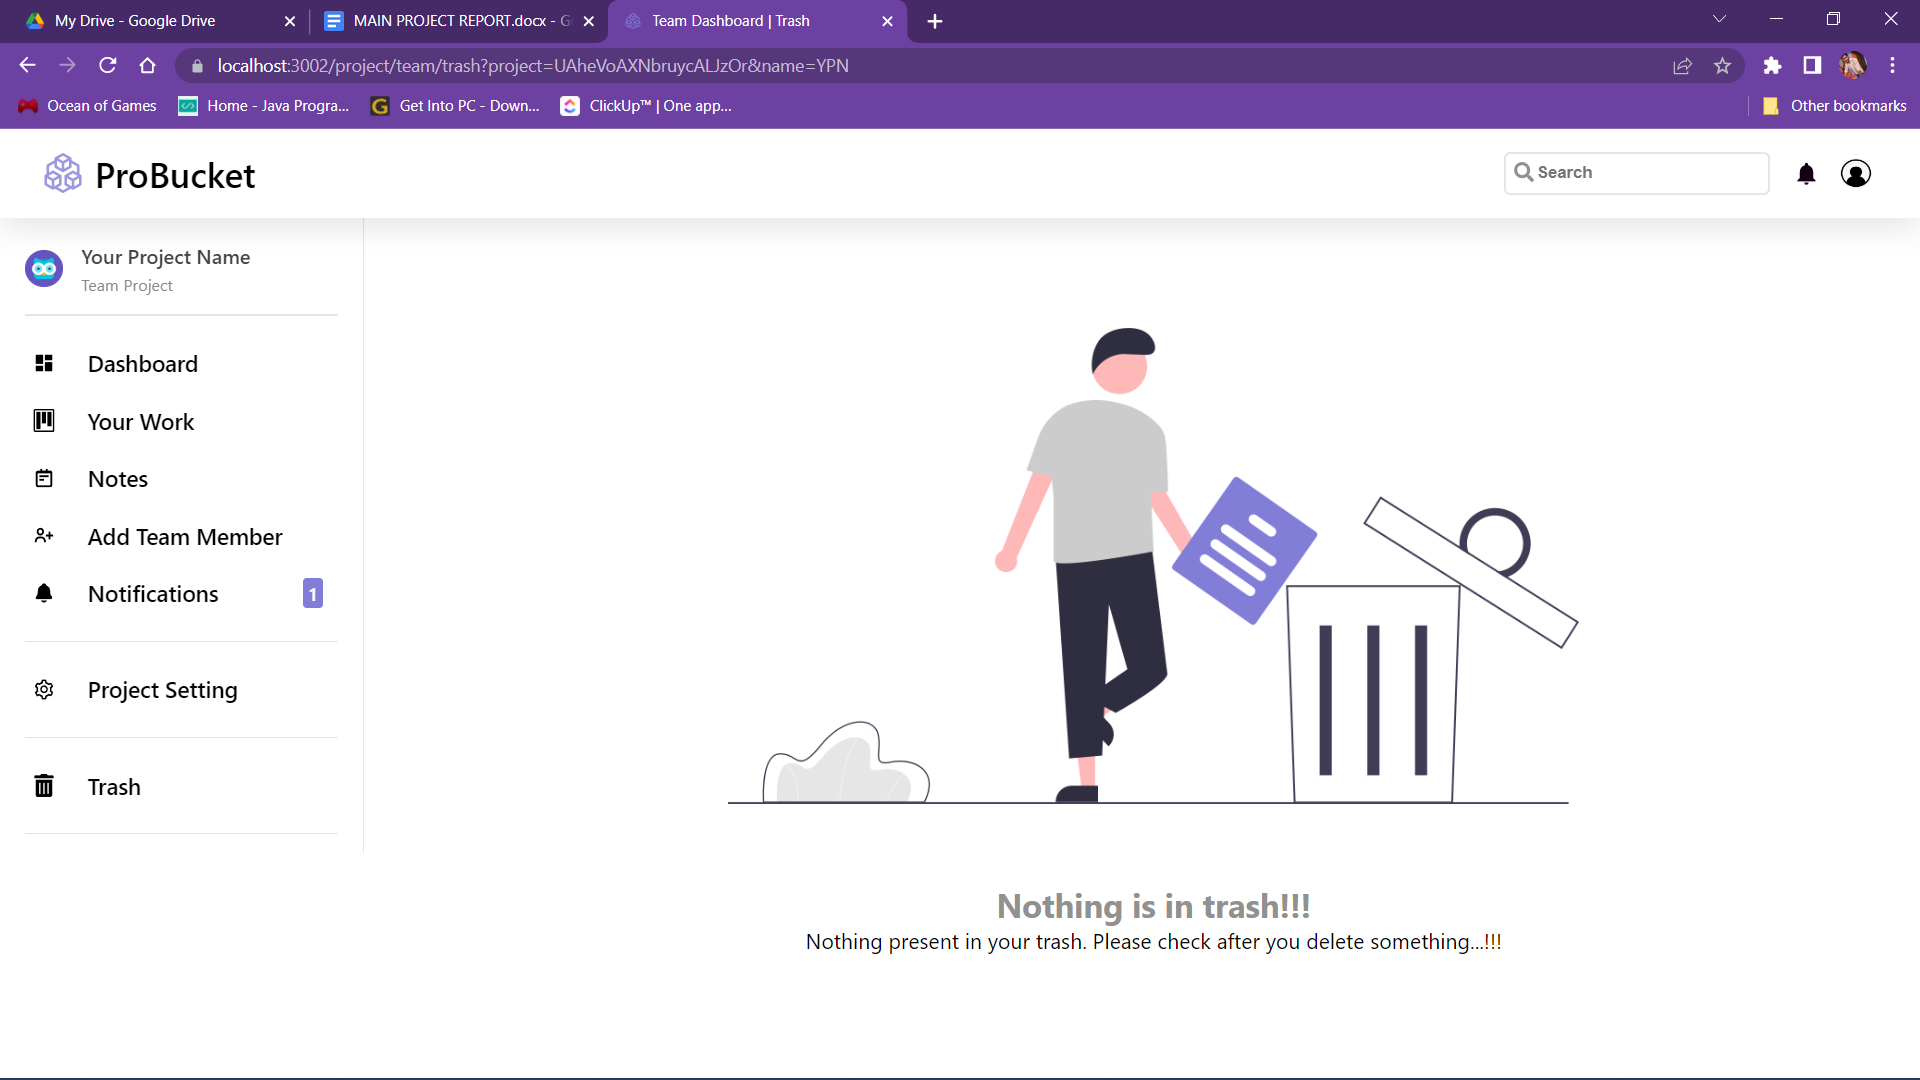 My Drive - Google Drive
MAIN PROJECT REPORT.docx - G
Team Dashboard | Trash
localhost:3002/project/team/trash?project=UAheVoAXNbruycALJzOr&name=YPN
Ocean of Games
Home - Java Progra...
Get Into PC - Down...
ClickUp™ | One app...
Other bookmarks
ProBucket
Search
Your Project Name
Team Project
Dashboard
Your Work
Notes
Add Team Member
Notifications
1
Project Setting
Trash
Nothing is in trash!!!
Nothing present in your trash. Please check after you delete something...!!!